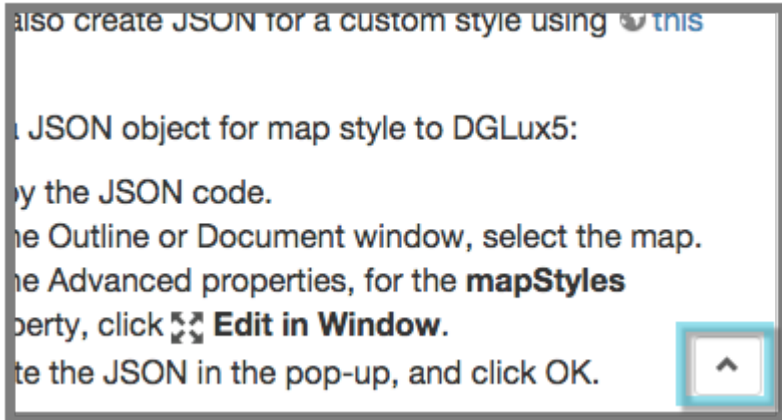 also create JSON for a custom style using this
JSON object for map style to DGLux5:
the JSON code.
Outline or Document window, select the map.
Advanced properties, for the mapStyles
click Edit in Window.
the JSON in the pop-up, and click OK.